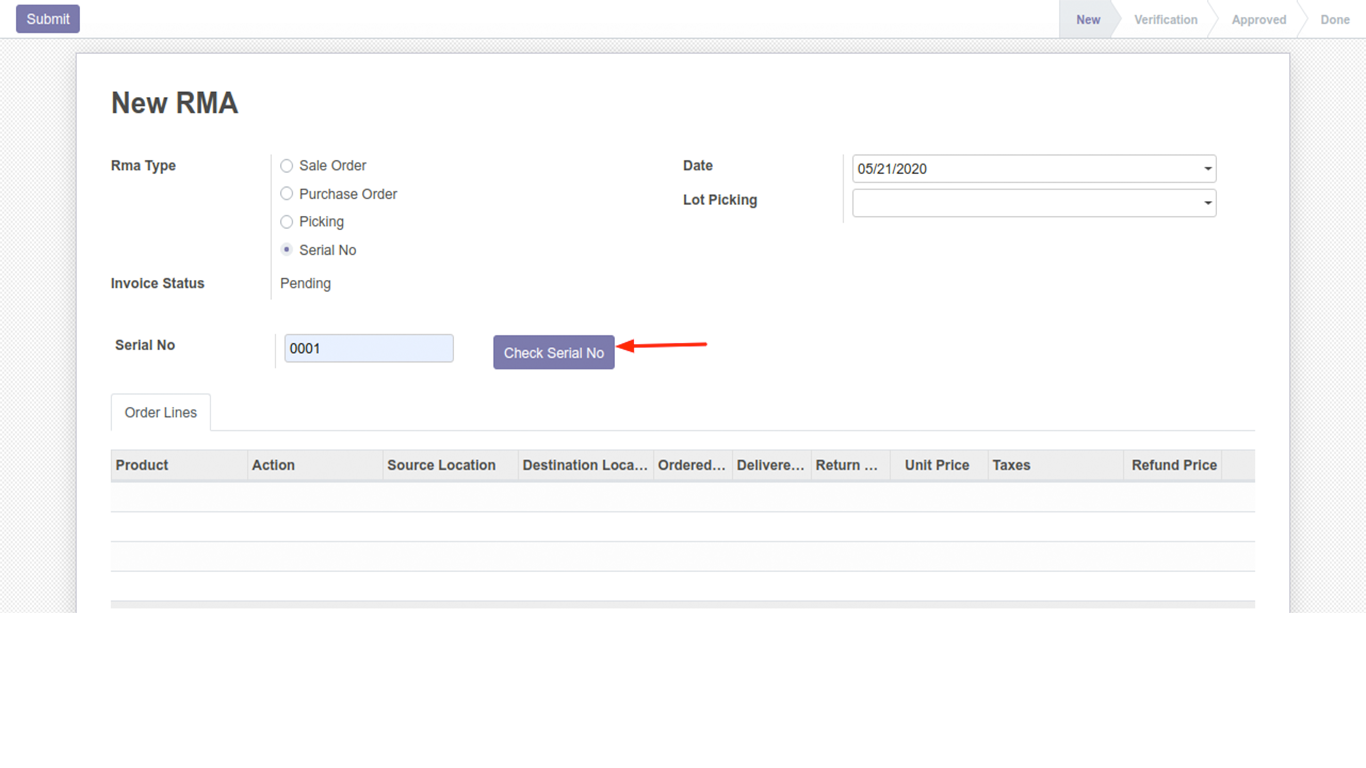 Submit
New Verification Approved Done
New RMA
Rma Type
Sale Order
Purchase Order
Picking
Serial No
Invoice Status Pending
Date 05/21/2020
Lot Picking
Serial No 0001 Check Serial No
Order Lines
Product Action Source Location Destination Loca... Ordered... Delivere... Return ... Unit Price Taxes Refund Price